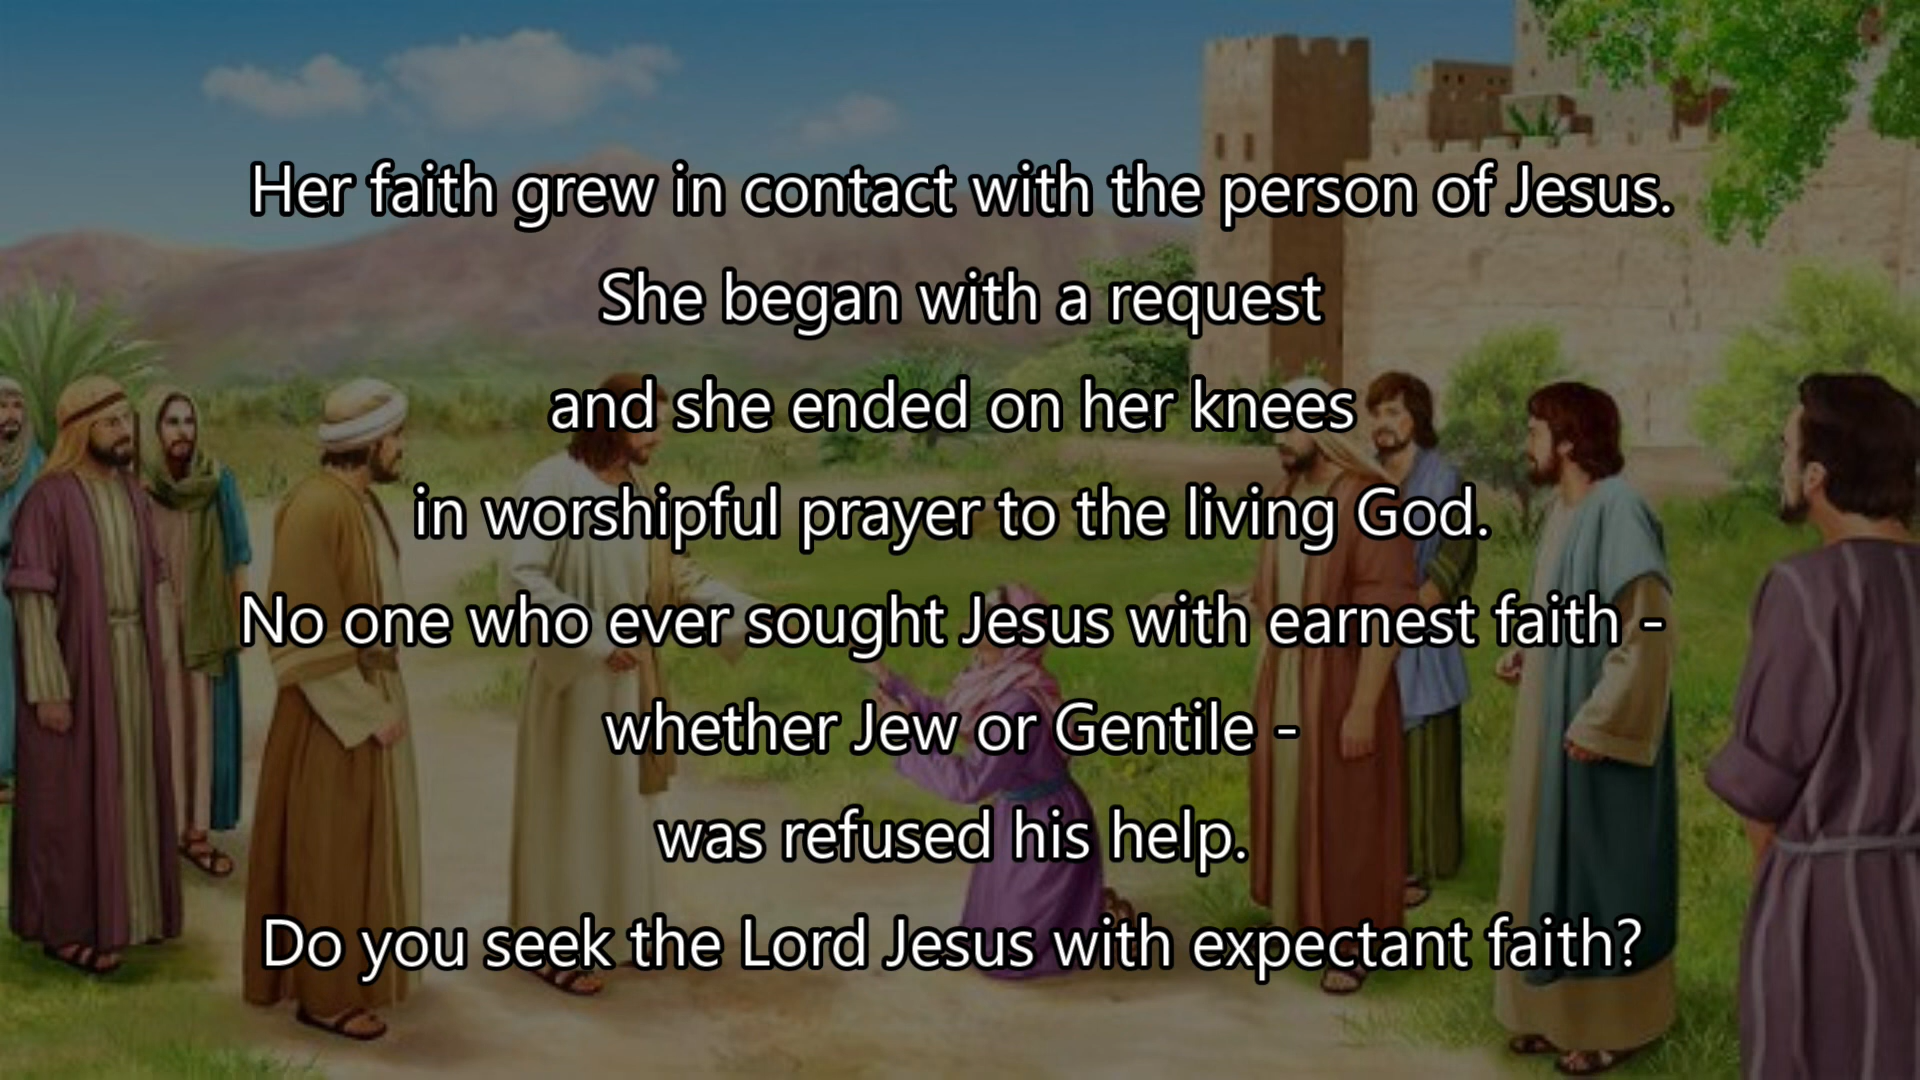 Her faith grew in contact with the person of Jesus.
She began with a request
and she ended on her knees
in worshipful prayer to the living God.
No one who ever sought Jesus with earnest faith -
whether Jew or Gentile -
was refused his help.
Do you seek the Lord Jesus with expectant faith?